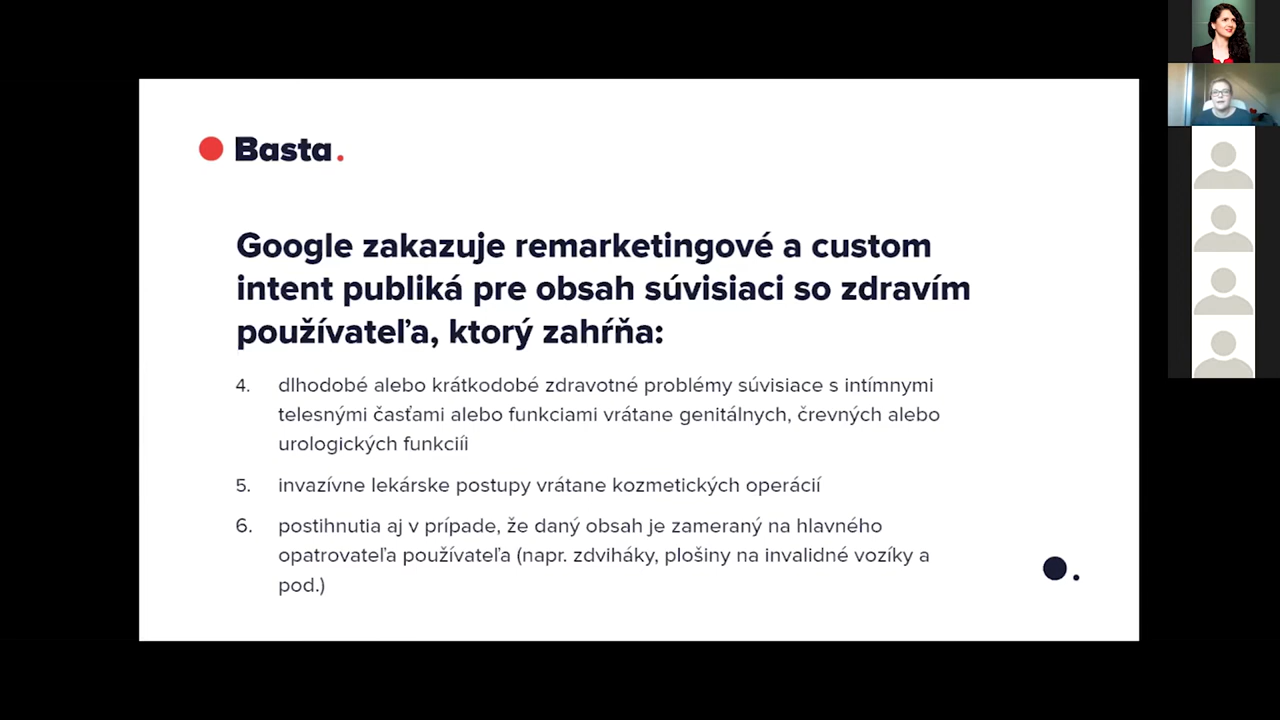 Basta.
Google zakazuje remarketingové a custom
intent publiká pre obsah súvisiaci so zdravím
používateľa, ktorý zahŕňa:
4. dlhodobé alebo krátkodobé zdravotné problémy súvisiace s intímnymi
telesnými časťami alebo funkciami vrátane genitálnych, črevných alebo
urologických funkciíi
5. invazívne lekárske postupy vrátane kozmetických operácií
6. postihnutia aj v prípade, že daný obsah je zameraný na hlavného
opatrovateľa používateľa (napr. zdviháky, plošiny na invalidné vozíky a
pod.)